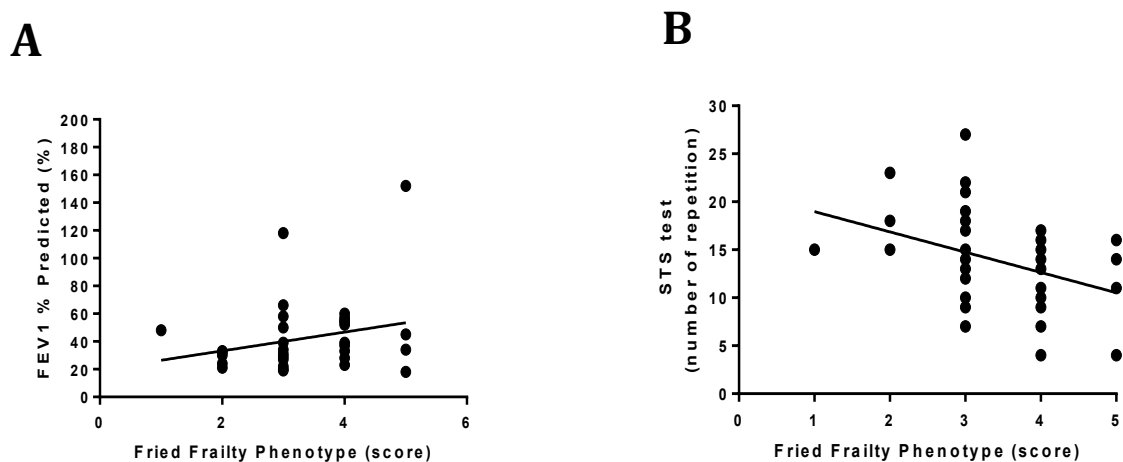 A
FEV1 % Predicted (%)
200
180
160
140
120
100
80
60
40
20
0
0 2 4 6
Fried Frailty Phenotype (score)
B
STS test
(number of repetition)
30
25
20
15
10
5
0
0 1 2 3 4 5
Fried Frailty Phenotype (score)